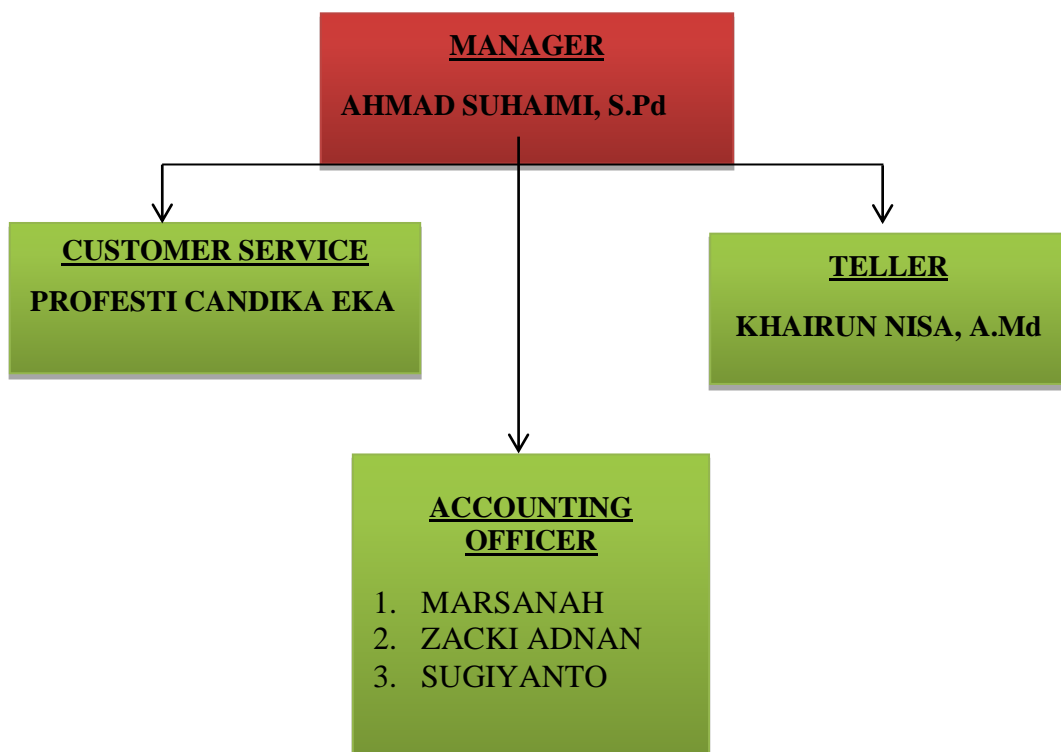 MANAGER
AHMAD SUHAIMI, S.Pd
CUSTOMER SERVICE
PROFESTI CANDIKA EKA
TELLER
KHAIRUN NISA, A.Md
ACCOUNTING
OFFICER
1. MARSANAH
2. ZACKI ADNAN
3. SUGIYANTO